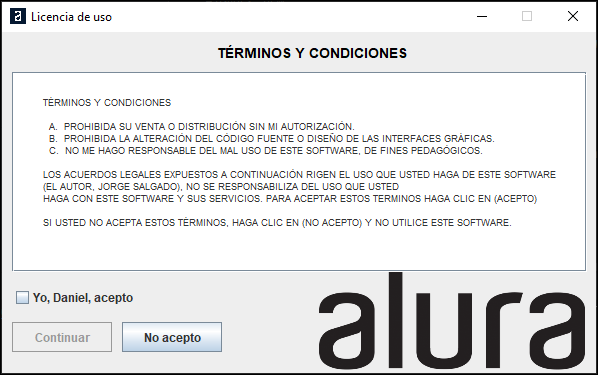 a Licencia de uso
TÉRMINOS Y CONDICIONES
TÉRMINOS Y CONDICIONES
A. PROHIBIDA SU VENTA O DISTRIBUCIÓN SIN MI AUTORIZACIÓN.
B. PROHIBIDA LA ALTERACIÓN DEL CÓDIGO FUENTE O DISEÑO DE LAS INTERFACES GRÁFICAS.
C. NO ME HAGO RESPONSABLE DEL MAL USO DE ESTE SOFTWARE, DE FINES PEDAGÓGICOS.
LOS ACUERDOS LEGALES EXPUESTOS A CONTINUACIÓN RIGEN EL USO QUE USTED HAGA DE ESTE SOFTWARE
(EL AUTOR, JORGE SALGADO), NO SE RESPONSABILIZA DEL USO QUE USTED
HAGA CON ESTE SOFTWARE Y SUS SERVICIOS. PARA ACEPTAR ESTOS TERMINOS HAGA CLIC EN (ACEPTO)
SI USTED NO ACEPTA ESTOS TÉRMINOS, HAGA CLIC EN (NO ACEPTO) Y NO UTILICE ESTE SOFTWARE.
Yo, Daniel, acepto
Continuar No acepto
alura